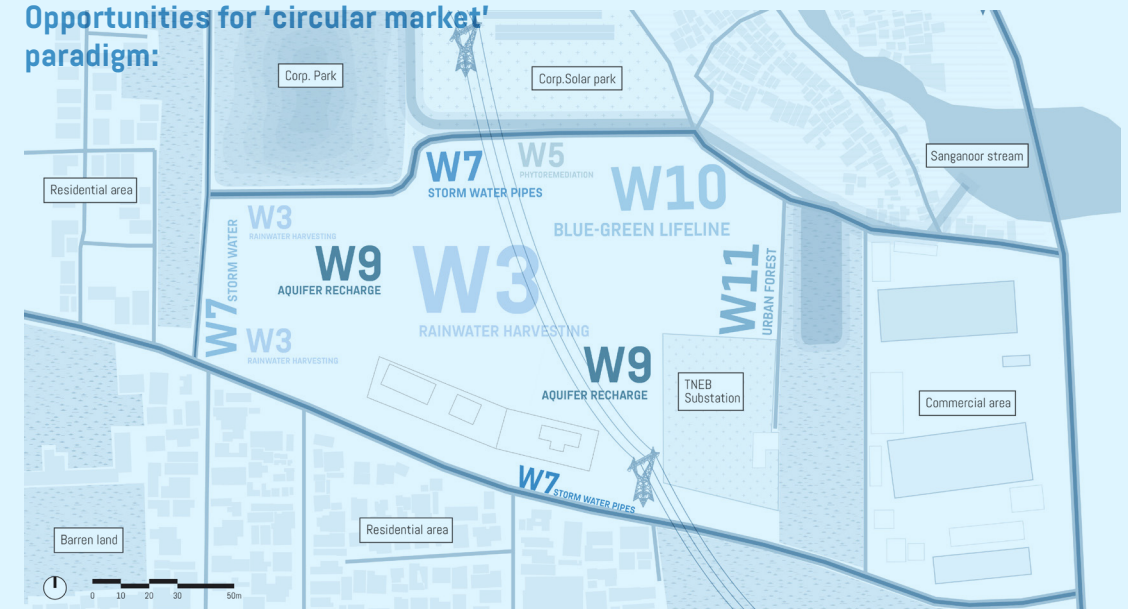 Opportunities for ‘circular market’
paradigm:
Corp. Park
Corp.Solar park
Sanganoor stream
Residential area
W7
STORM WATER PIPES
W5
PHYTOREMEDIATION
W10
BLUE-GREEN LIFELINE
W3
RAINWATER HARVESTING
W7 STORM WATER
W9
AQUIFER RECHARGE
W3
RAINWATER HARVESTING
W11 URBAN FOREST
W3
RAINWATER HARVESTING
W9
AQUIFER RECHARGE
TNEB
Substation
Commercial area
W7 STORM WATER PIPES
Residential area
Barren land
0 10 20 30 50m